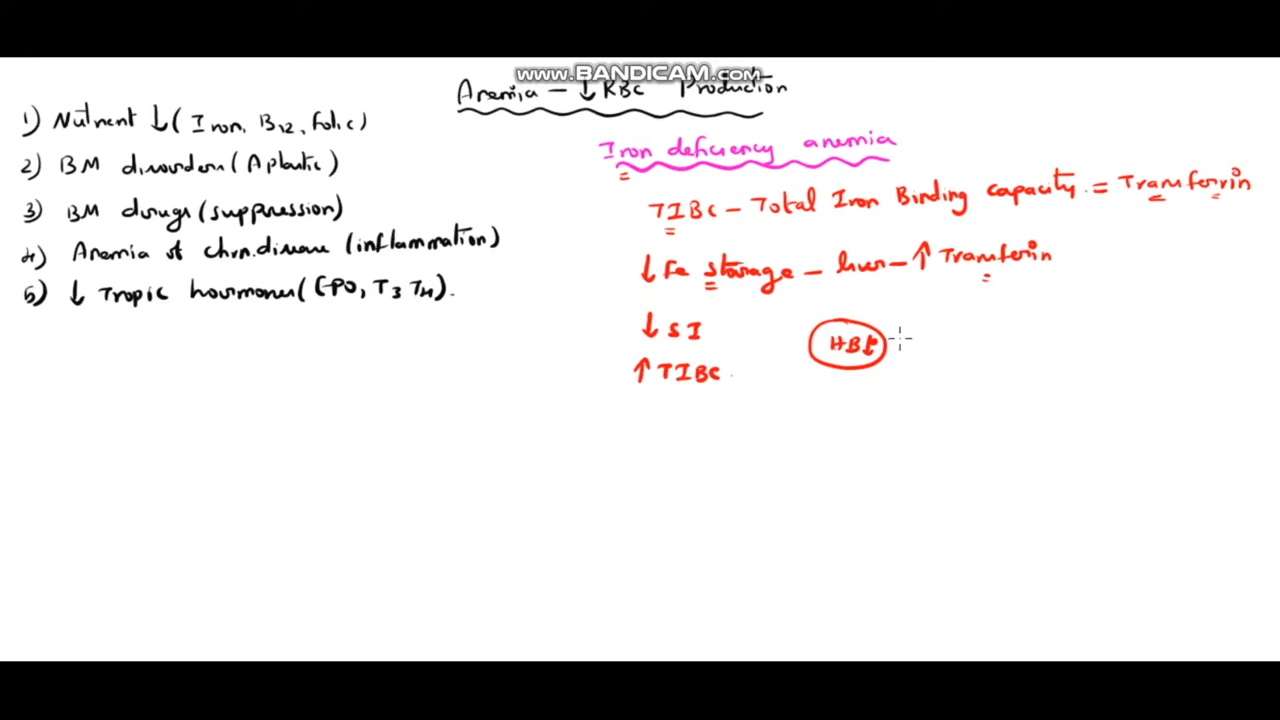 www.BANDICAM.com
Anemia - ↓ RBC Production
1) Nutrient ↓ ( Iron, B12, Folic)
2) BM disorders (Aplastic)
3) BM drugs (suppression)
4) Anemia of chrn.disease (inflammation)
5) ↓ Tropic hormones (EPO, T3 T4).
Iron deficiency anemia
TIBC - Total Iron Binding capacity. = Transferrin
↓ Fe storage - liver - ↑ Transferrin
↓ SI
↑ TIBC
HB↓